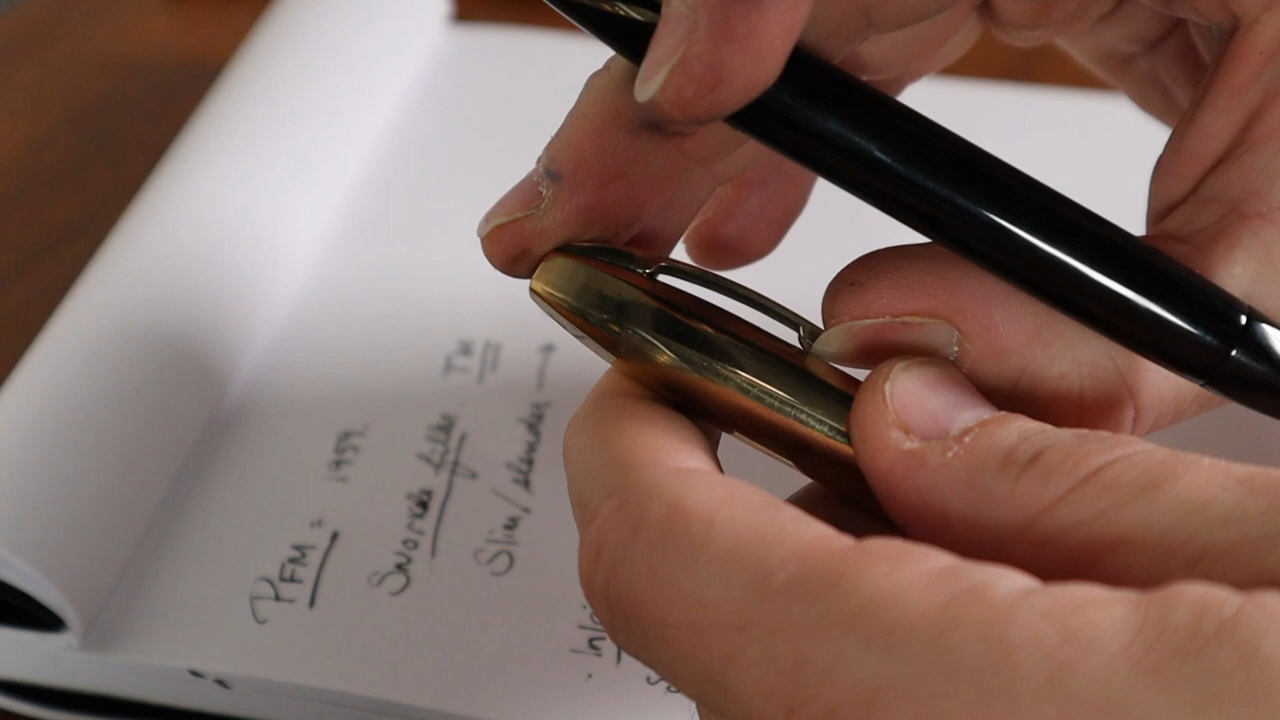 PFM = 1959.
Snorkel filler. TM
Slim/slender →